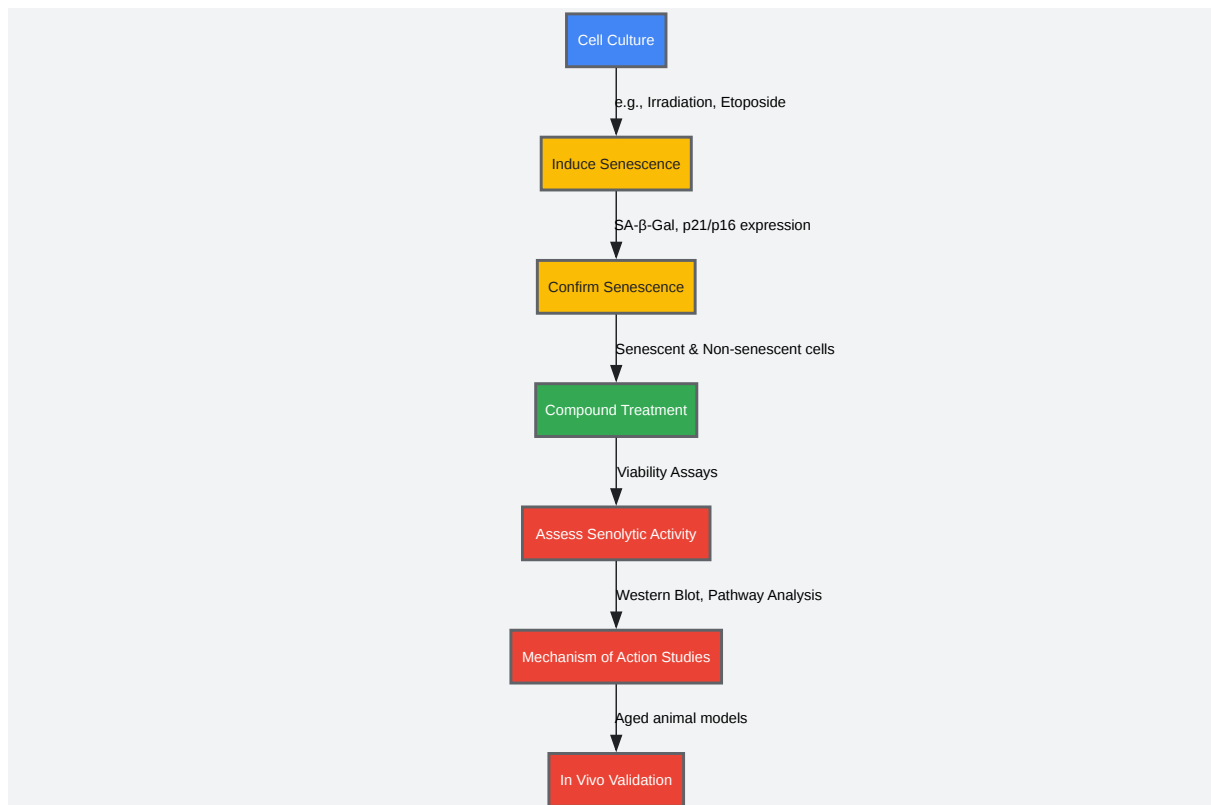 Cell Culture
e.g., Irradiation, Etoposide
Induce Senescence
SA-β-Gal, p21/p16 expression
Confirm Senescence
Senescent & Non-senescent cells
Compound Treatment
Viability Assays
Assess Senolytic Activity
Western Blot, Pathway Analysis
Mechanism of Action Studies
Aged animal models
In Vivo Validation